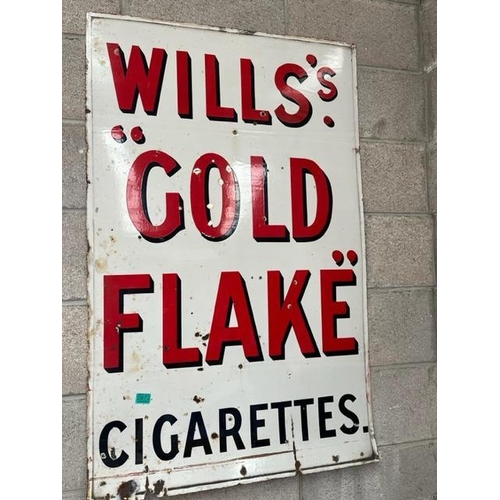 WILLS'S.
"GOLD
FLAKE"
CIGARETTES.